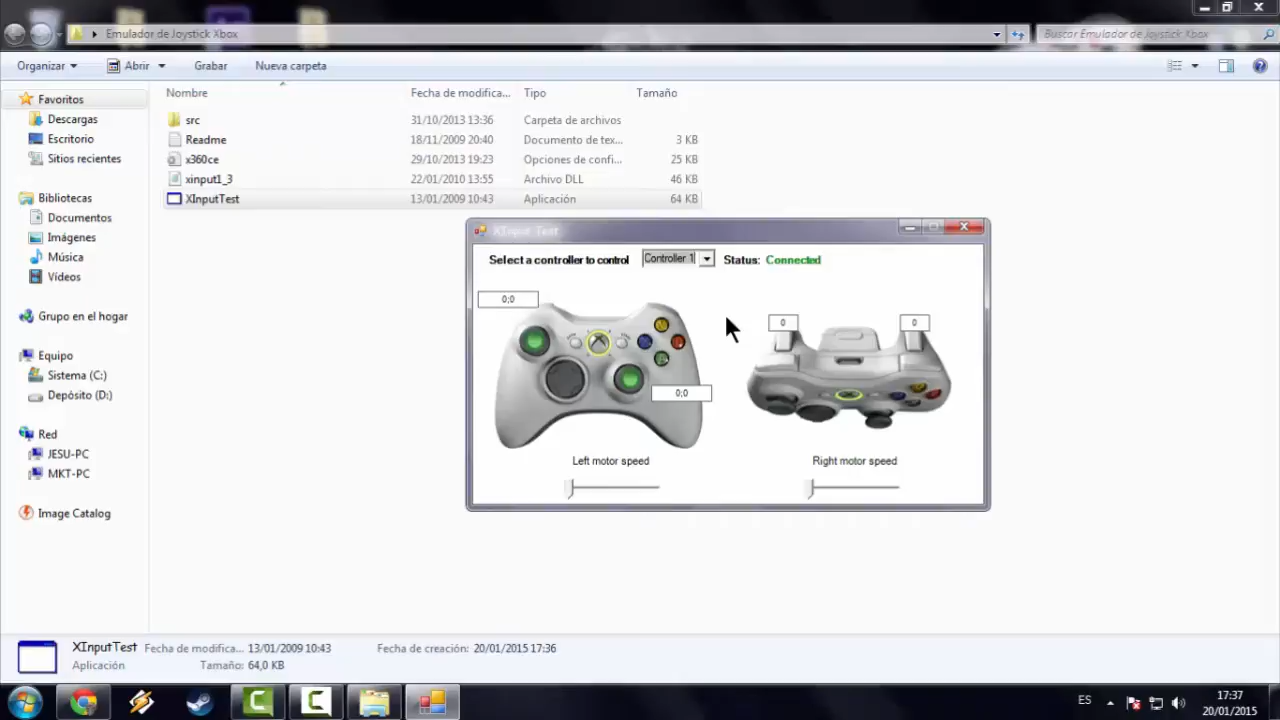 Emulador de Joystick Xbox
Buscar Emulador de Joystick Xbox
Organizar Abrir Grabar Nueva carpeta
Nombre Fecha de modifica... Tipo Tamaño
Favoritos
Descargas
Escritorio
Sitios recientes
Bibliotecas
Documentos
Imágenes
Música
Vídeos
Grupo en el hogar
Equipo
Sistema (C:)
Depósito (D:)
Red
JESU-PC
MKT-PC
Image Catalog
src 31/10/2013 13:36 Carpeta de archivos
Readme 18/11/2009 20:40 Documento de tex... 3 KB
x360ce 29/10/2013 19:23 Opciones de confi... 25 KB
xinput1_3 22/01/2010 13:55 Archivo DLL 46 KB
XInputTest 13/01/2009 10:43 Aplicación 64 KB
XInput Test
Select a controller to control Controller 1 Status: Connected
0;0
0
0
0;0
Left motor speed Right motor speed
XInputTest Fecha de modifica... 13/01/2009 10:43 Fecha de creación: 20/01/2015 17:36
Aplicación Tamaño: 64,0 KB
ES
17:37
20/01/2015